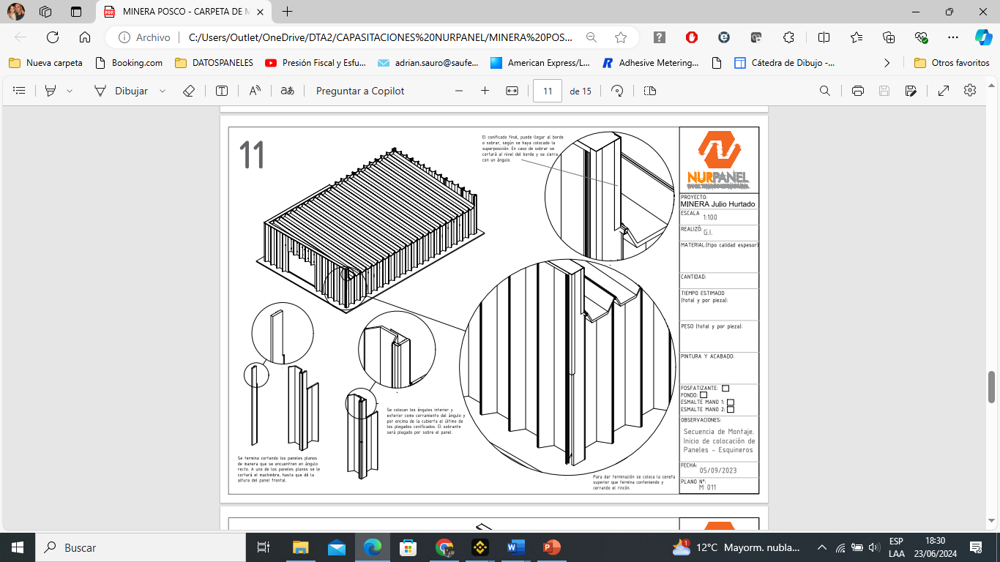 MINERA POSCO - CARPETA DE M
Archivo
C:/Users/Outlet/OneDrive/DTA2/CAPASITACIONES%20NURPANEL/MINERA%20POS...
Nueva carpeta
Booking.com
DATOSPANELES
Presión Fiscal y Esfu...
adrian.sauro@saufe...
American Express/L...
Adhesive Metering...
Cátedra de Dibujo -...
Otros favoritos
Dibujar
Preguntar a Copilot
11
de 15
11
El conificado final, puede llegar al borde
o sobrar, según se haya colocado la
superposición. En caso de sobrar se
cortará al nivel del borde y se cierra
con un ángulo.
Se termina cortando los paneles planos
de manera que se encuentren en ángulo
recto. A uno de los paneles planos se le
cortará el machimbre, hasta que dé la
altura del panel frontal.
Se colocan los ángulos interior y
exterior como cerramiento del ángulo y
por encima de la cubierta el último de
los plegados conificados. El sobrante
será plegado por sobre el panel.
Para dar terminación se coloca la cenefa
superior que termina conteniendo y
cerrando el rincón.
NURPANEL
PROYECTO:
MINERA Julio Hurtado
ESCALA
1:100
REALIZÓ:
G.I.
MATERIAL:(tipo calidad espesor)
CANTIDAD:
TIEMPO ESTIMADO
(total y por pieza):
PESO (total y por pieza):
PINTURA Y ACABADO:
FOSFATIZANTE:
FONDO:
ESMALTE MANO 1:
ESMALTE MANO 2:
OBSERVACIONES:
Secuencia de Montaje.
Inicio de colocación de
Paneles - Esquineros
FECHA:
05/09/2023
PLANO Nº:
M 011
Buscar
1
12°C Mayorm. nubla...
ESP
LAA
18:30
23/06/2024